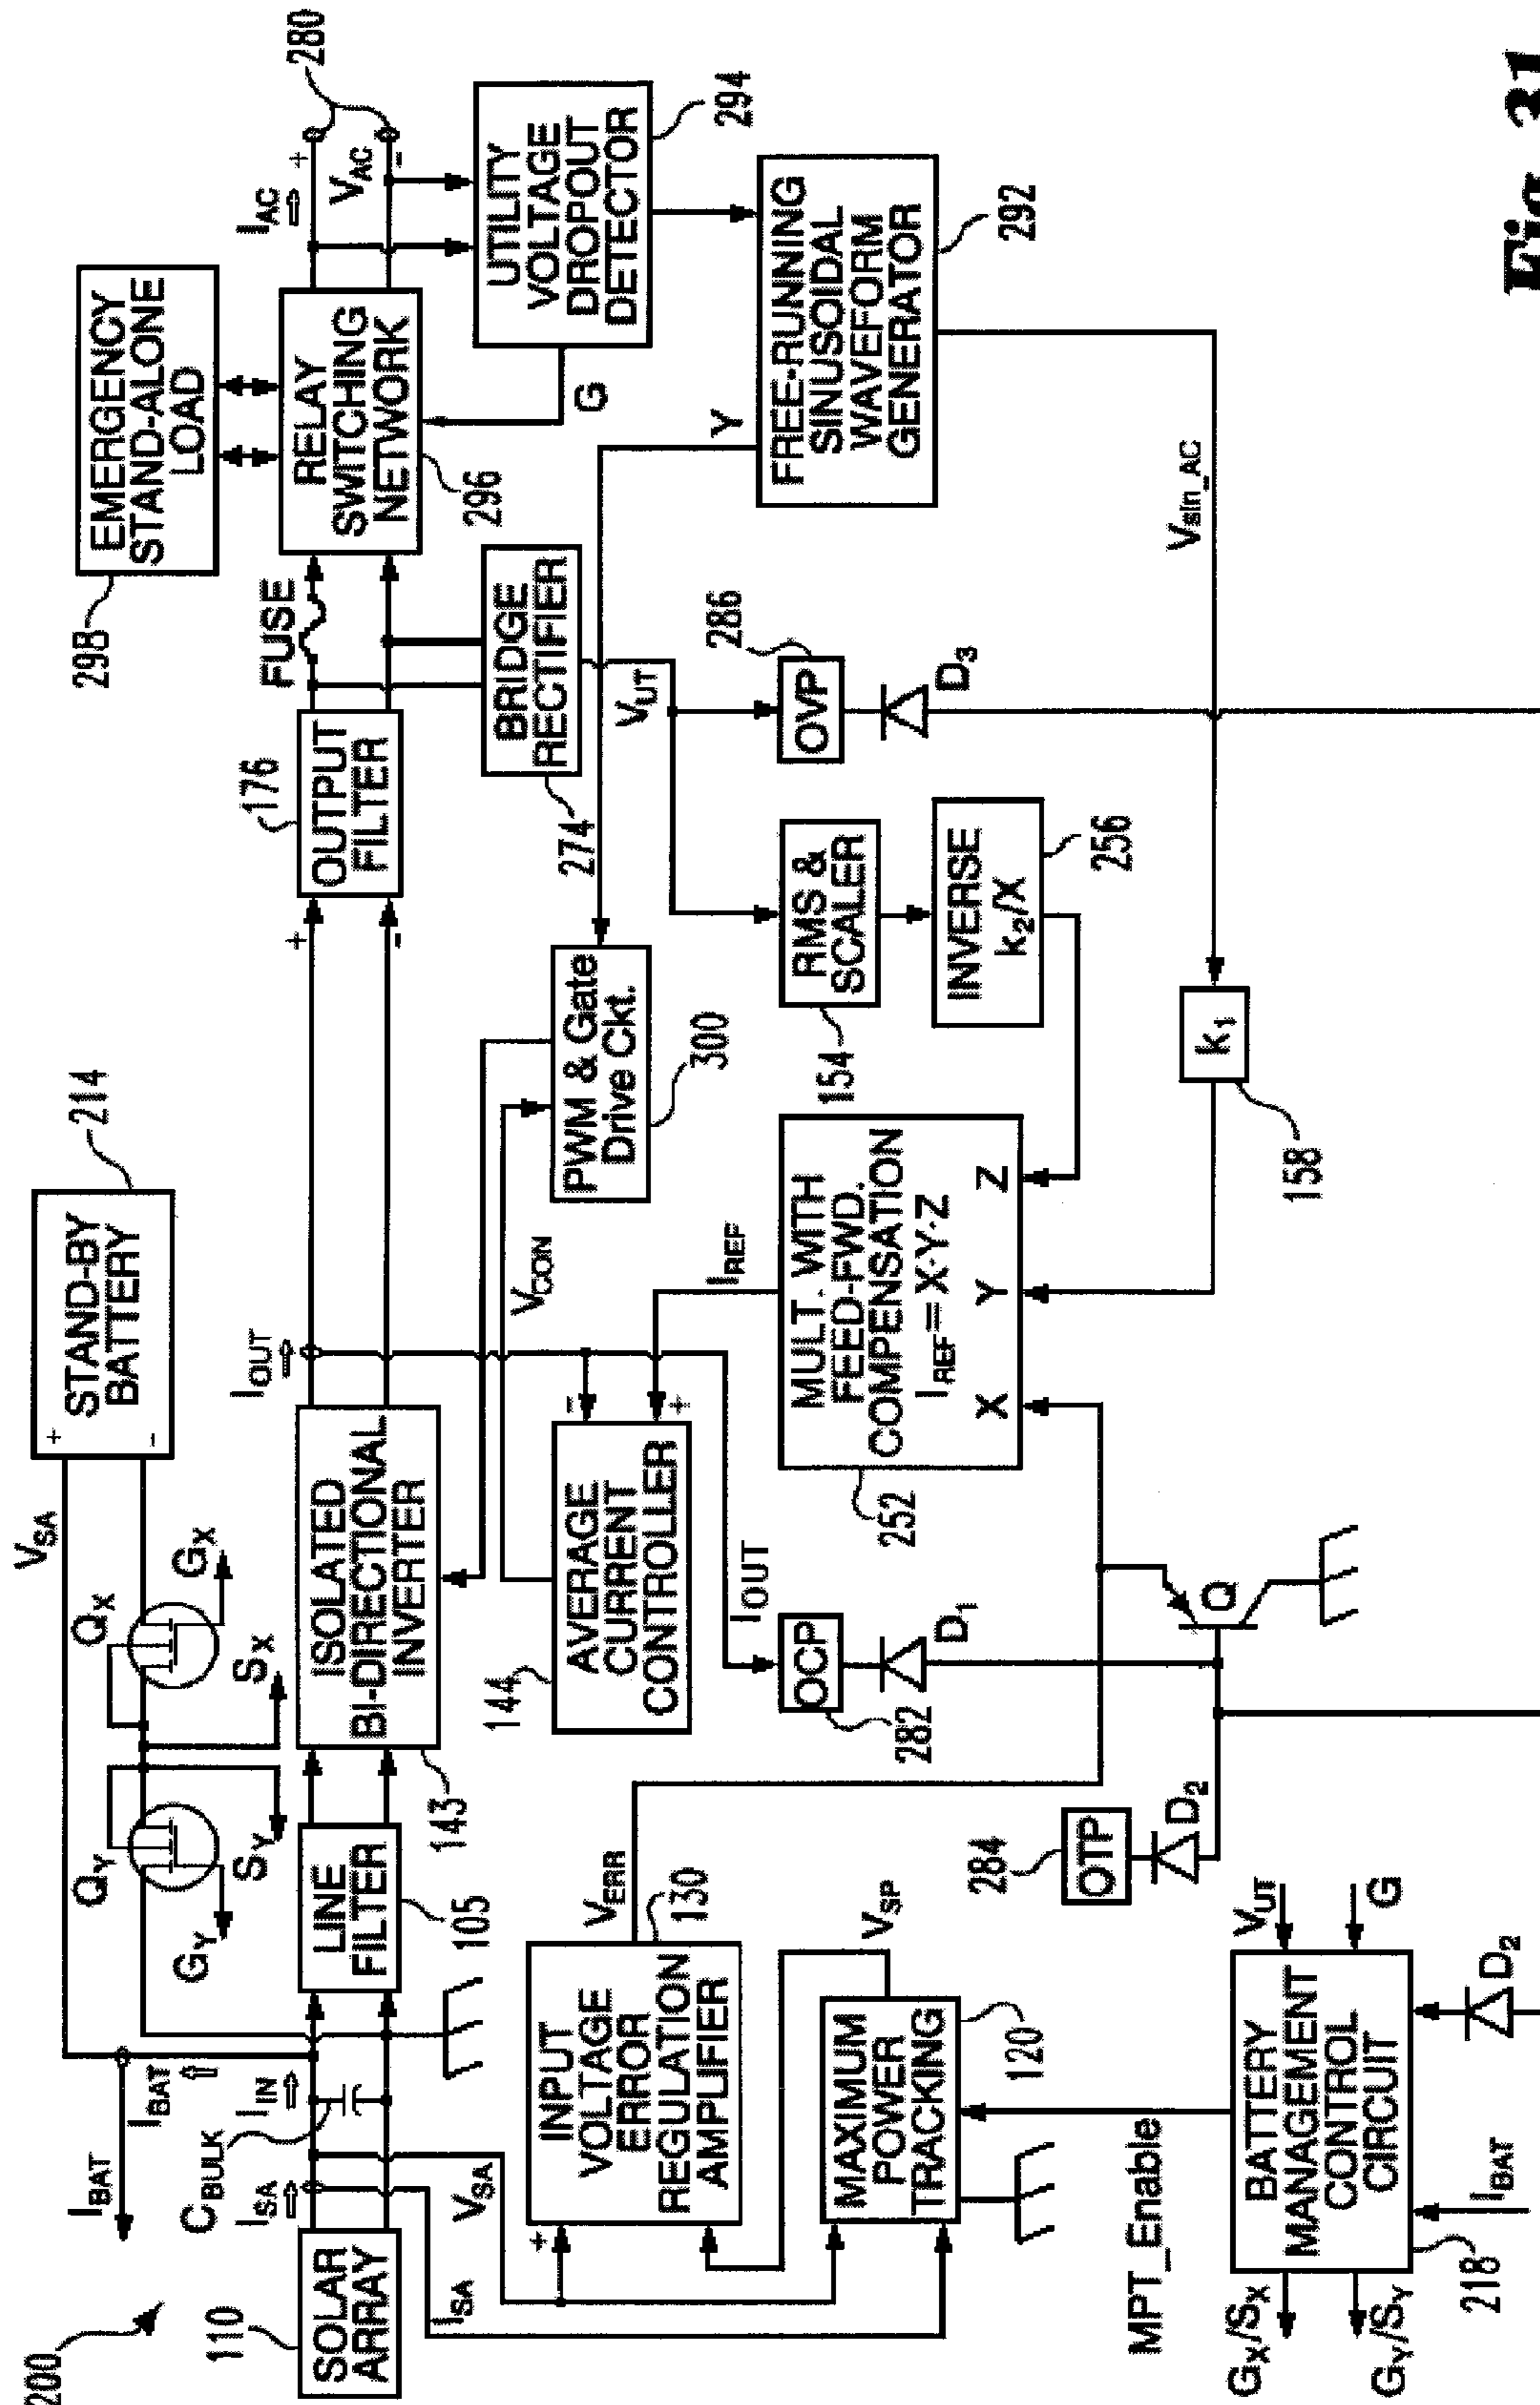 200
110
SOLAR
ARRAY
I_BAT
I_BAT
C_BULK
I_SA
I_IN
V_SA
I_SA
V_SA
STAND-BY
BATTERY
+
-
214
Q_Y
G_Y
S_Y
Q_X
G_X
S_X
LINE
FILTER
105
ISOLATED
BI-DIRECTIONAL
INVERTER
143
I_OUT
+
-
OUTPUT
FILTER
176
FUSE
EMERGENCY
STAND-ALONE
LOAD
298
RELAY
SWITCHING
NETWORK
296
I_AC
+
V_AC
-
280
UTILITY
VOLTAGE
DROPOUT
DETECTOR
294
G
Y
FREE-RUNNING
SINUSOIDAL
WAVEFORM
GENERATOR
292
V_sin_AC
BRIDGE
RECTIFIER
274
V_UT
OVP
286
D3
PWM & Gate
Drive Ckt.
300
V_CON
AVERAGE
CURRENT
CONTROLLER
144
-
+
I_REF
I_OUT
RMS &
SCALER
154
INVERSE
k2/X
256
k1
158
MULT. WITH
FEED-FWD.
COMPENSATION
I_REF = X·Y·Z
X Y Z
252
OCP
282
D1
Q
OTP
284
D2
INPUT
VOLTAGE
ERROR
REGULATION
AMPLIFIER
+
130
V_ERR
V_SP
MAXIMUM
POWER
TRACKING
120
MPT_Enable
BATTERY
MANAGEMENT
CONTROL
CIRCUIT
218
V_UT
G
G_X/S_X
G_Y/S_Y
I_BAT
D2
Fig. 31